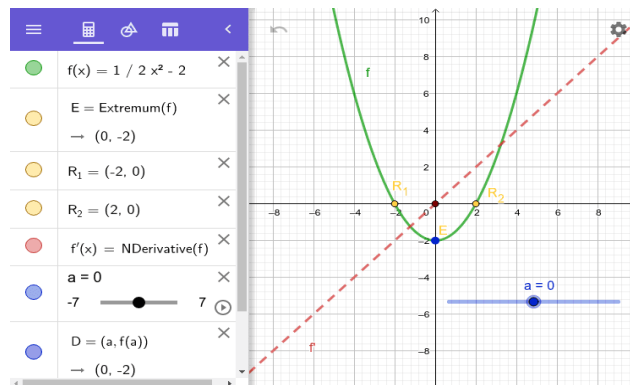 f(x) = 1 / 2 x² - 2
E = Extremum(f)
→ (0, -2)
R₁ = (-2, 0)
R₂ = (2, 0)
f'(x) = NDerivative(f)
a = 0
-7 7
D = (a, f(a))
→ (0, -2)
10
8
6
4
2
0
-2
-4
-6
-8
-8 -6 -4 -2 2 4 6 8
f
R₁
R₂
E
a = 0
f'